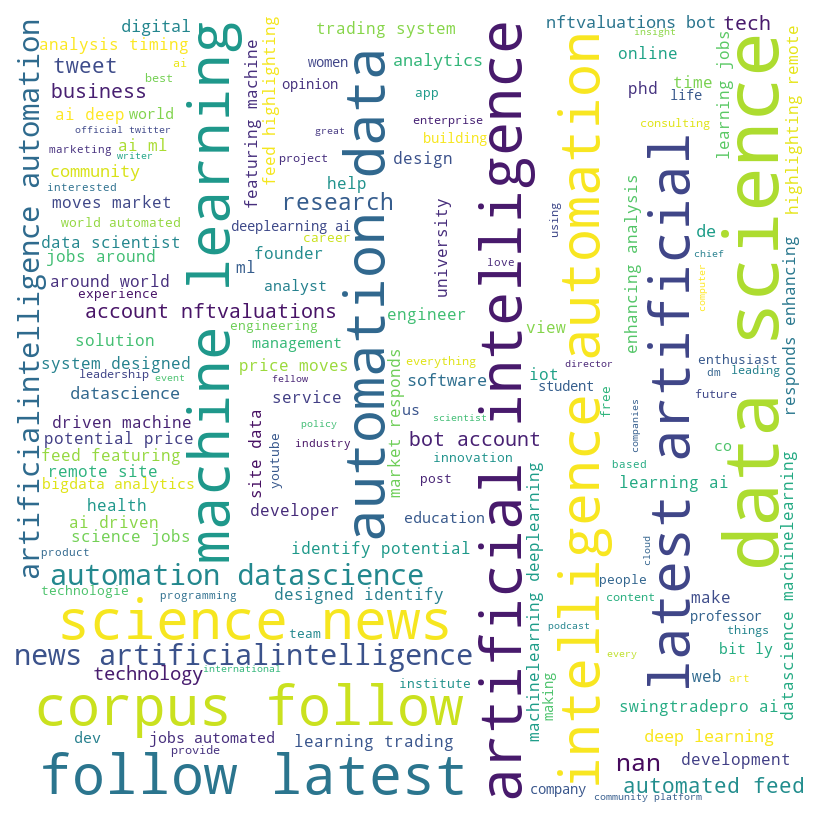 artificialintelligence automation
digital
analysis timing
tweet
ai
best
business
ai deep
world
official twitter
ai ml
marketing
writer
community
interested
moves market
world automated
data scientist
jobs around
around world
experience
account nftvaluations
solution
system designed
leadership
event
datascience
driven machine
potential price
feed featuring
remote site
bigdata analytics
health
ai driven
science jobs
product
machine learning
featuring machine
feed highlighting
trading system
women
analytics
opinion
app
great
enterprise
building
project
design
help
research
deeplearning ai
career
founder
ml
analyst
university
engineering
engineer
management
price moves
everything
fellow
service
software
market responds
us
policy
scientist
industry
bot account
site data
youtube
innovation
post
developer
education
identify potential
automation data
artificial intelligence
love
using
nftvaluations bot
insight
tech
online
learning jobs
highlighting remote
phd
life
time
consulting
intelligence automation
latest artificial
data science
de
chief
enhancing analysis
computer
responds enhancing
view
iot
director
student
enthusiast
dm
leading
future
free
companies
co
based
learning ai
machinelearning deeplearning
datascience machinelearning
cloud
people
content
make
professor
podcast
things
bit ly
every
web
art
making
swingtradepro ai
deep learning
nan
development
company
automated feed
community platform
automation datascience
technologie
programming
designed identify
science news
team
news artificialintelligence
technology
international
institute
corpus follow
dev
jobs automated
provide
learning trading
follow latest